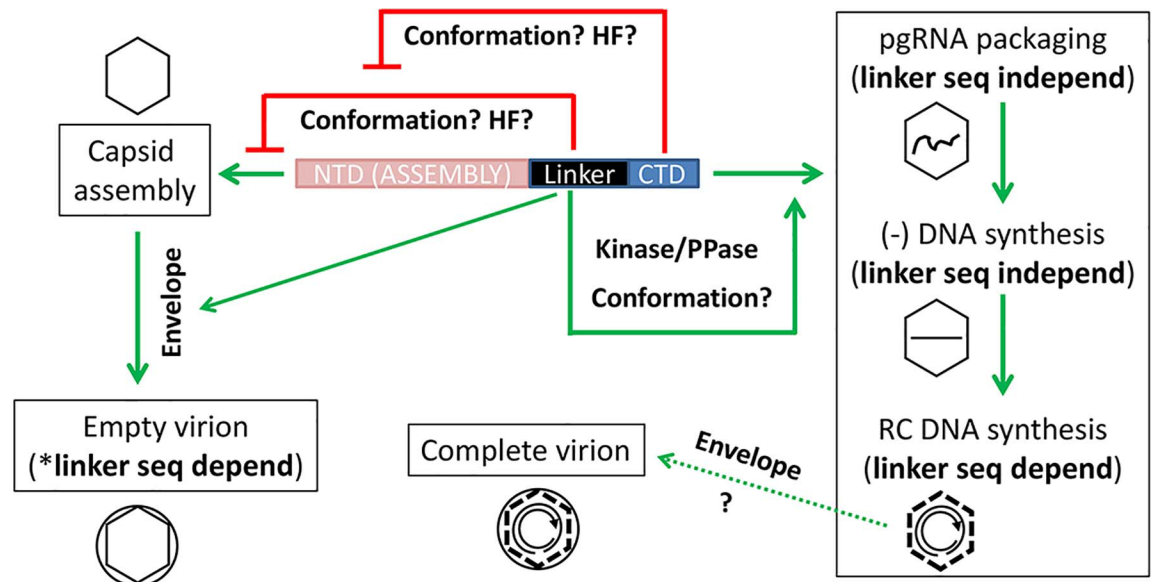 Conformation? HF?
Conformation? HF?
Capsid
assembly
NTD (ASSEMBLY)
Linker
CTD
Envelope
Kinase/PPase
Conformation?
Empty virion
(*linker seq depend)
Complete virion
Envelope
?
pgRNA packaging
(linker seq independ)
(-) DNA synthesis
(linker seq independ)
RC DNA synthesis
(linker seq depend)